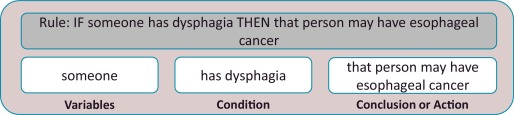 Rule: IF someone has dysphagia THEN that person may have esophageal
cancer
someone
has dysphagia
that person may have
esophageal cancer
Variables
Condition
Conclusion or Action